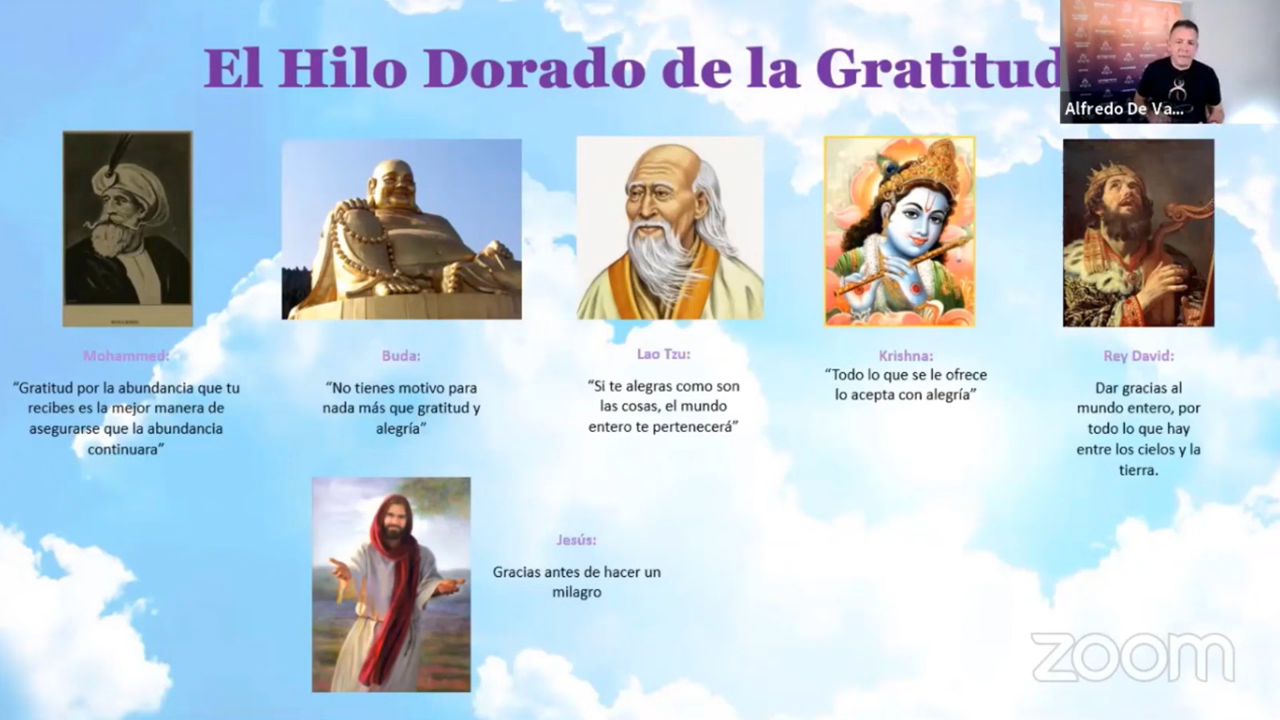 El Hilo Dorado de la Gratitud
Alfredo De Va...
Mohammed:
“Gratitud por la abundancia que tu
recibes es la mejor manera de
asegurarse que la abundancia
continuara”
Buda:
“No tienes motivo para
nada más que gratitud y
alegría”
Lao Tzu:
“Si te alegras como son
las cosas, el mundo
entero te pertenecerá”
Krishna:
“Todo lo que se le ofrece
lo acepta con alegría”
Rey David:
Dar gracias al
mundo entero, por
todo lo que hay
entre los cielos y la
tierra.
Jesús:
Gracias antes de hacer un
milagro
zoom